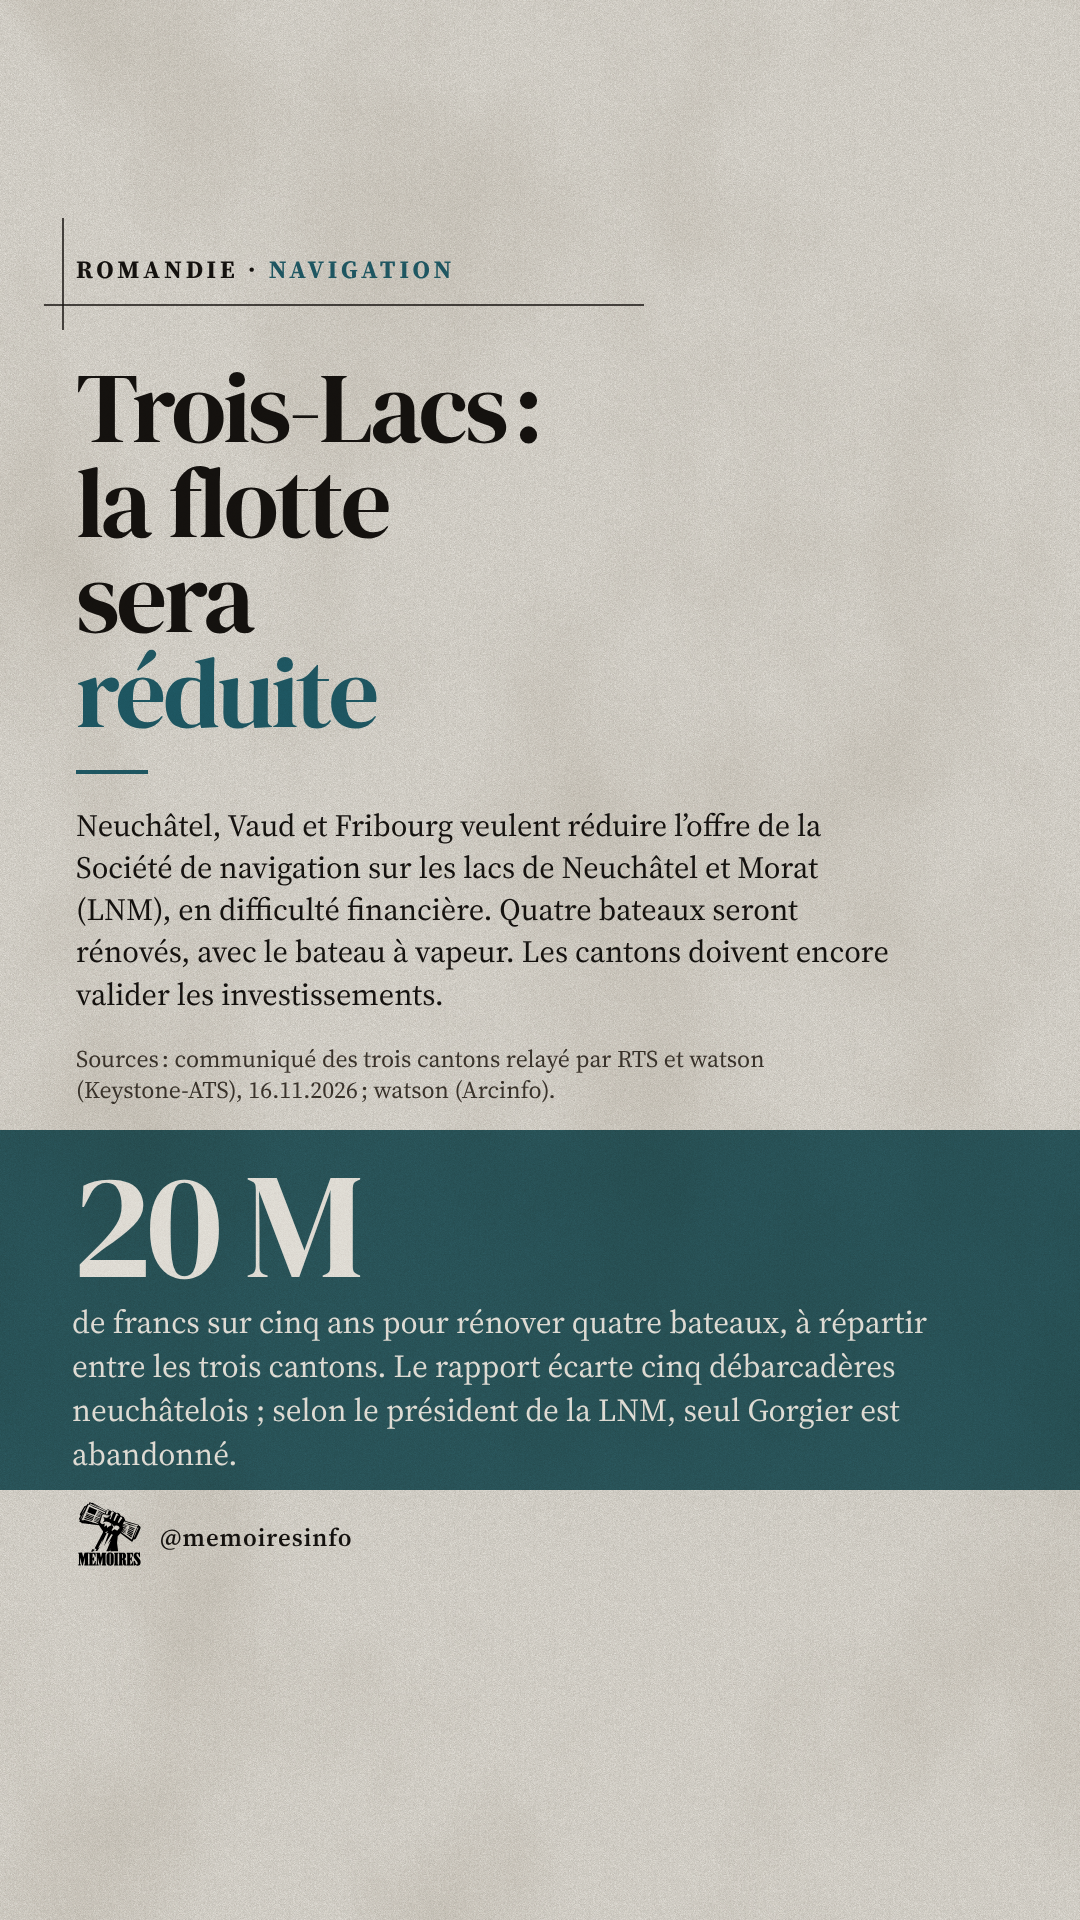 ROMANDIE · NAVIGATION
Trois-Lacs :
la flotte
sera
réduite
Neuchâtel, Vaud et Fribourg veulent réduire l’offre de la
Société de navigation sur les lacs de Neuchâtel et Morat
(LNM), en difficulté financière. Quatre bateaux seront
rénovés, avec le bateau à vapeur. Les cantons doivent encore
valider les investissements.
Sources : communiqué des trois cantons relayé par RTS et watson
(Keystone-ATS), 16.11.2026 ; watson (Arcinfo).
20 M
de francs sur cinq ans pour rénover quatre bateaux, à répartir
entre les trois cantons. Le rapport écarte cinq débarcadères
neuchâtelois ; selon le président de la LNM, seul Gorgier est
abandonné.
MÉMOIRES
@memoiresinfo